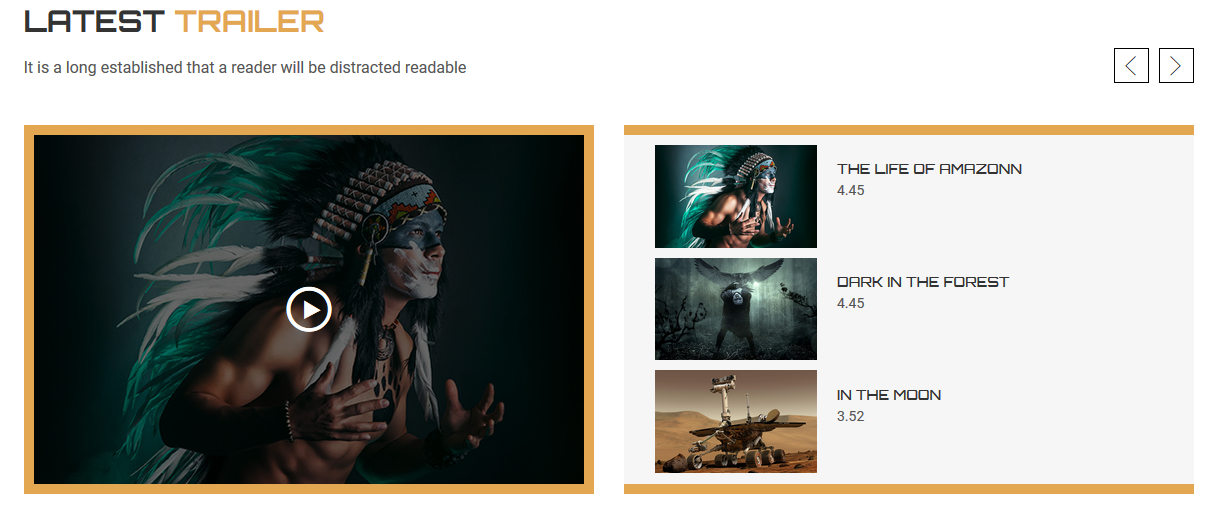 LATEST TRAILER
It is a long established that a reader will be distracted readable
THE LIFE OF AMAZONN
4.45
DARK IN THE FOREST
4.45
IN THE MOON
3.52